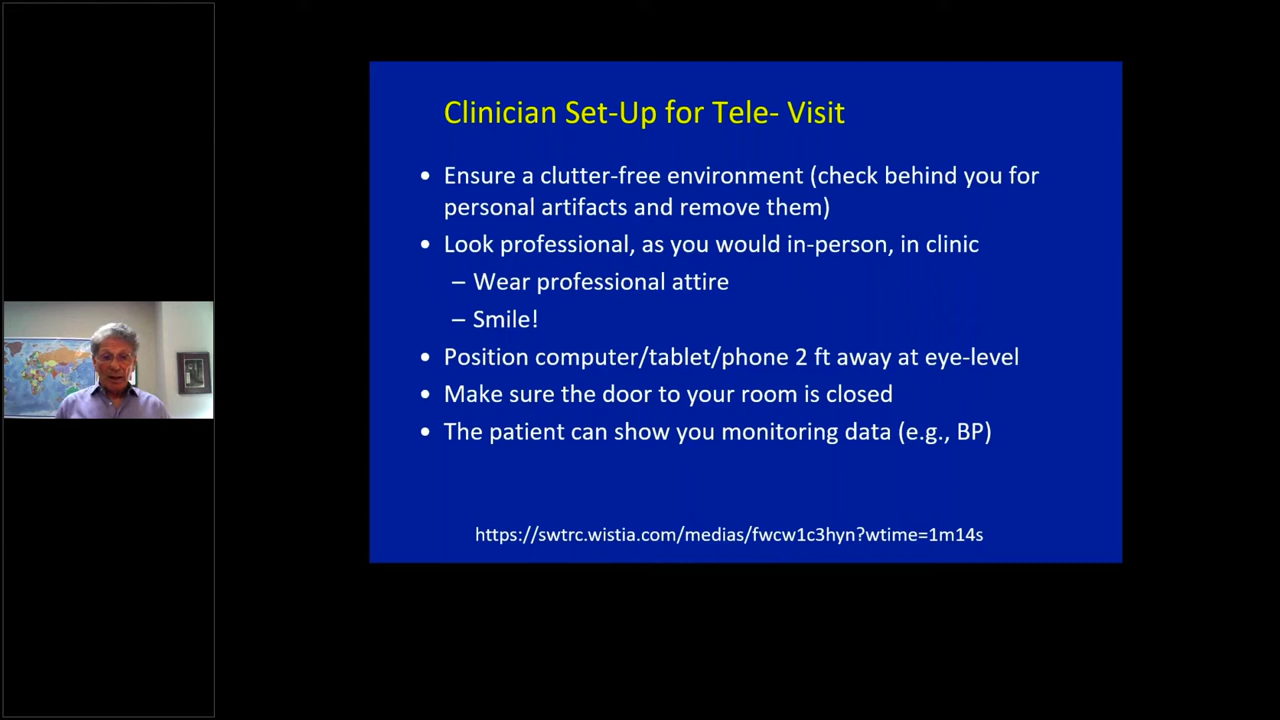 Clinician Set-Up for Tele- Visit
• Ensure a clutter-free environment (check behind you for
personal artifacts and remove them)
• Look professional, as you would in-person, in clinic
– Wear professional attire
– Smile!
• Position computer/tablet/phone 2 ft away at eye-level
• Make sure the door to your room is closed
• The patient can show you monitoring data (e.g., BP)
https://swtrc.wistia.com/medias/fwcw1c3hyn?wtime=1m14s